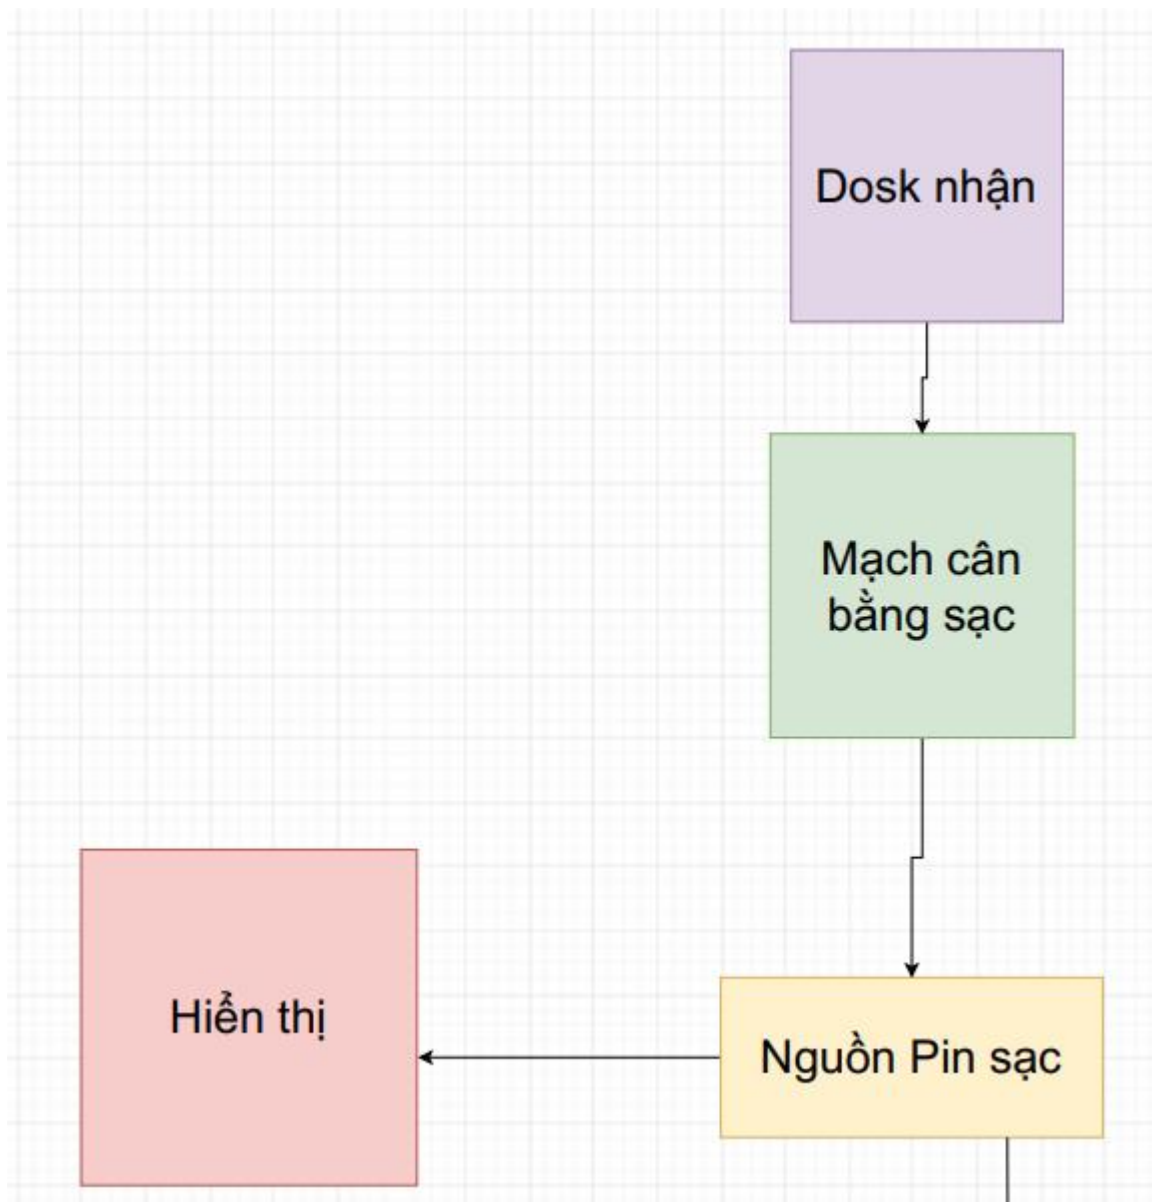 Dosk nhận
Mạch cân
bằng sạc
Hiển thị
Nguồn Pin sạc